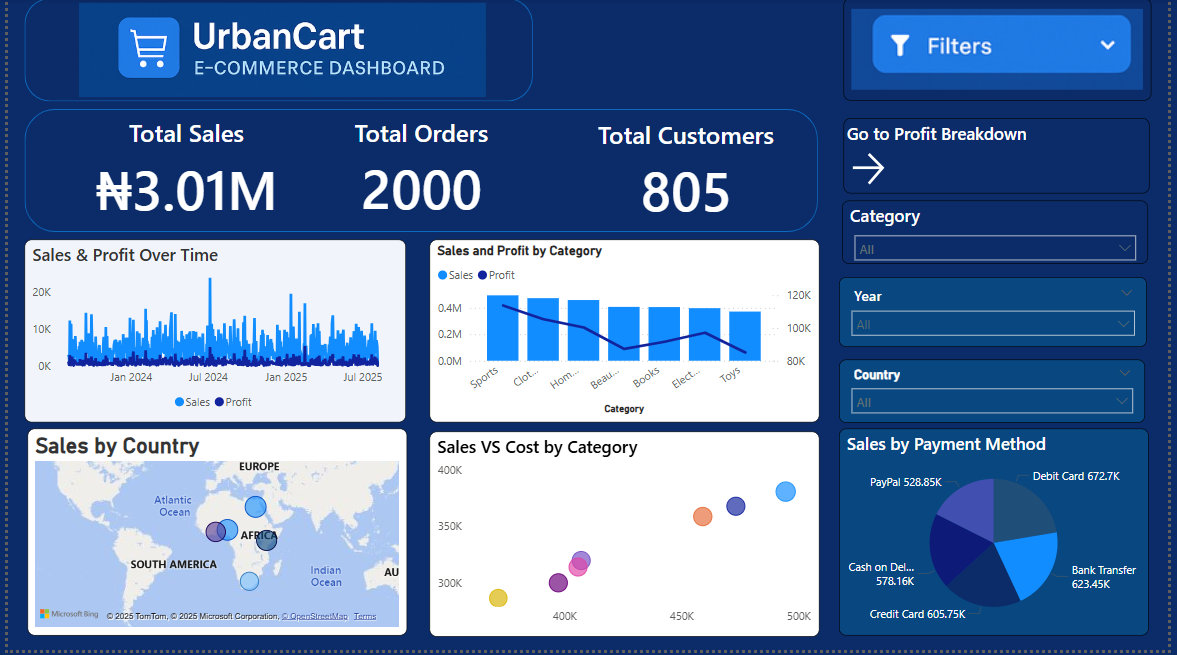 UrbanCart
E-COMMERCE DASHBOARD
Filters
Total Sales
₦3.01M
Total Orders
2000
Total Customers
805
Go to Profit Breakdown
Category
All
Year
All
Country
All
Sales & Profit Over Time
20K
10K
0K
Jan 2024
Jul 2024
Jan 2025
Jul 2025
Sales
Profit
Sales and Profit by Category
Sales
Profit
0.4M
0.2M
0.0M
120K
100K
80K
Sports
Clot...
Hom...
Beau...
Books
Elect...
Toys
Category
Sales by Country
EUROPE
Atlantic
Ocean
AFRICA
SOUTH AMERICA
Indian
Ocean
AU
Microsoft Bing
© 2025 TomTom, © 2025 Microsoft Corporation, © OpenStreetMap Terms
Sales VS Cost by Category
400K
350K
300K
400K
450K
500K
Sales by Payment Method
PayPal 528.85K
Debit Card 672.7K
Cash on Del...
578.16K
Bank Transfer
623.45K
Credit Card 605.75K